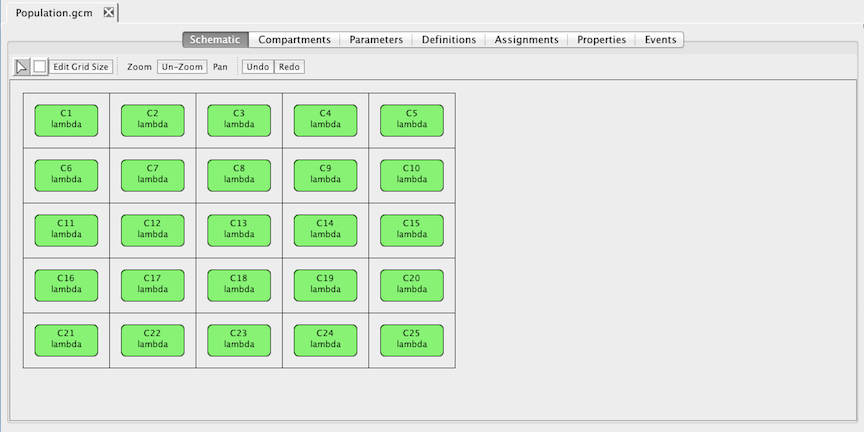 Population.gcm
Schematic Compartments Parameters Definitions Assignments Properties Events
Edit Grid Size Zoom Un-Zoom Pan Undo Redo
C1 C2 C3 C4 C5
lambda lambda lambda lambda lambda
C6 C7 C8 C9 C10
lambda lambda lambda lambda lambda
C11 C12 C13 C14 C15
lambda lambda lambda lambda lambda
C16 C17 C18 C19 C20
lambda lambda lambda lambda lambda
C21 C22 C23 C24 C25
lambda lambda lambda lambda lambda